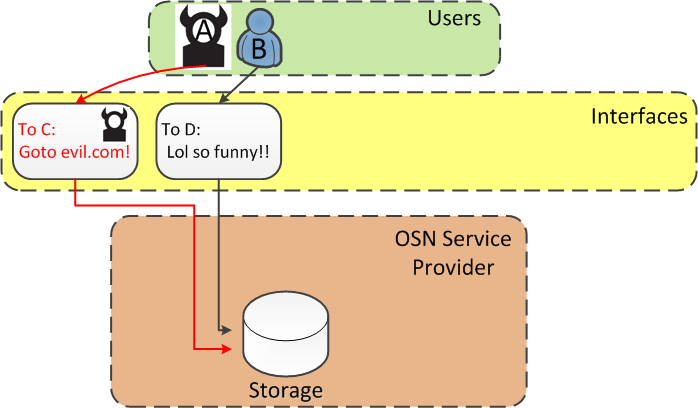 Users
A
B
Interfaces
To C:
Goto evil.com!
To D:
Lol so funny!!
OSN Service
Provider
Storage